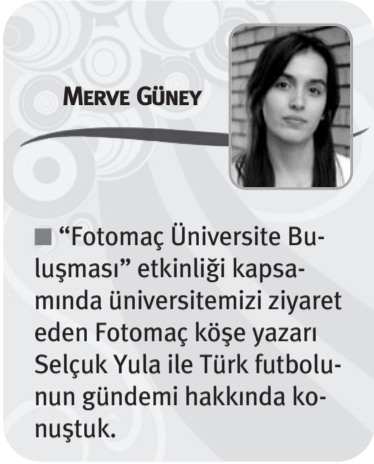 MERVE GÜNEY
■ “Fotomaç Üniversite Bu-
luşması” etkinliği kapsa-
mında üniversitemizi ziyaret
eden Fotomaç köşe yazarı
Selçuk Yula ile Türk futbolu-
nun gündemi hakkında ko-
nuştuk.